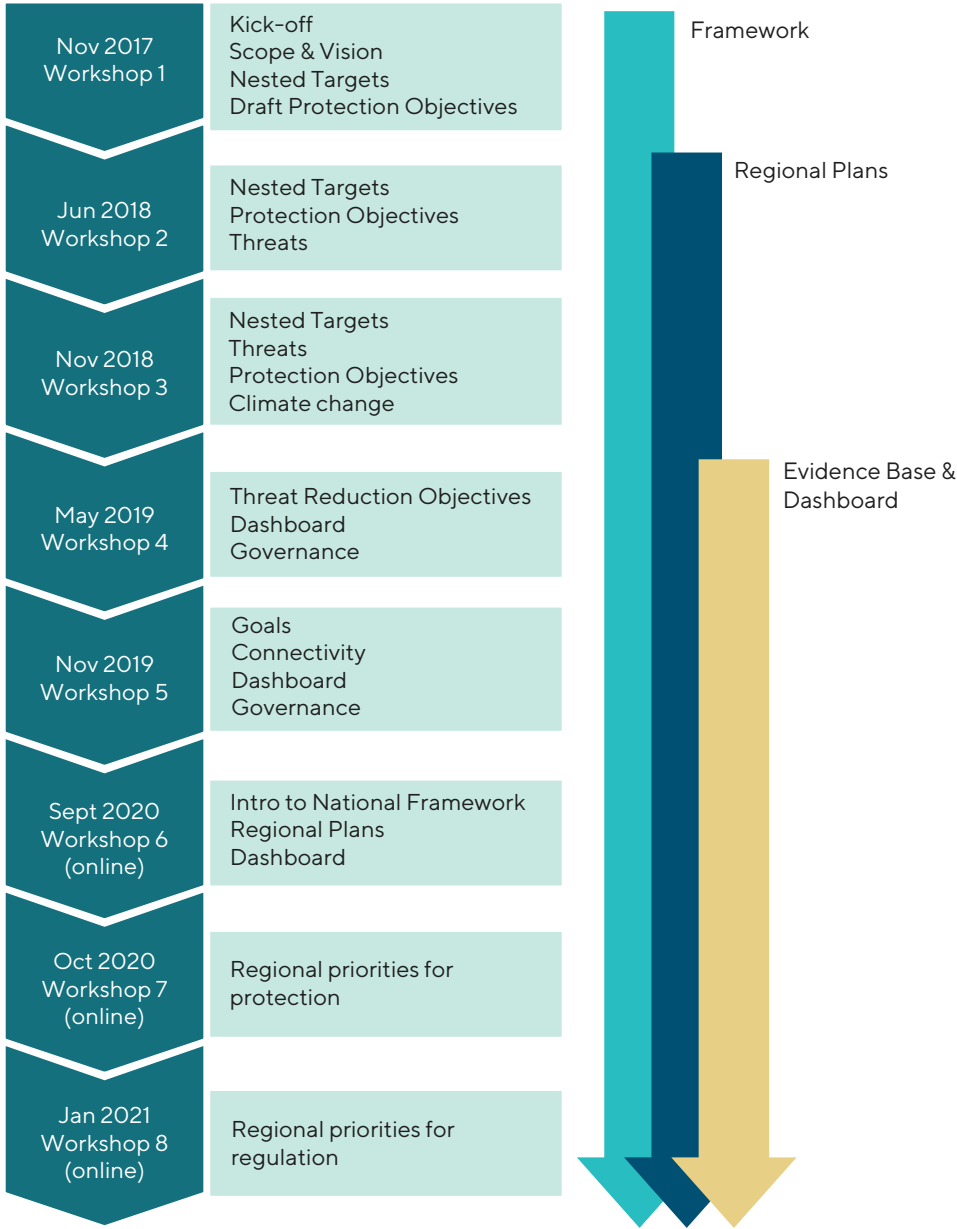 Nov 2017
Workshop 1
Kick-off
Scope & Vision
Nested Targets
Draft Protection Objectives
Framework
Jun 2018
Workshop 2
Nested Targets
Protection Objectives
Threats
Regional Plans
Nov 2018
Workshop 3
Nested Targets
Threats
Protection Objectives
Climate change
May 2019
Workshop 4
Threat Reduction Objectives
Dashboard
Governance
Evidence Base &
Dashboard
Nov 2019
Workshop 5
Goals
Connectivity
Dashboard
Governance
Sept 2020
Workshop 6
(online)
Intro to National Framework
Regional Plans
Dashboard
Oct 2020
Workshop 7
(online)
Regional priorities for
protection
Jan 2021
Workshop 8
(online)
Regional priorities for
regulation